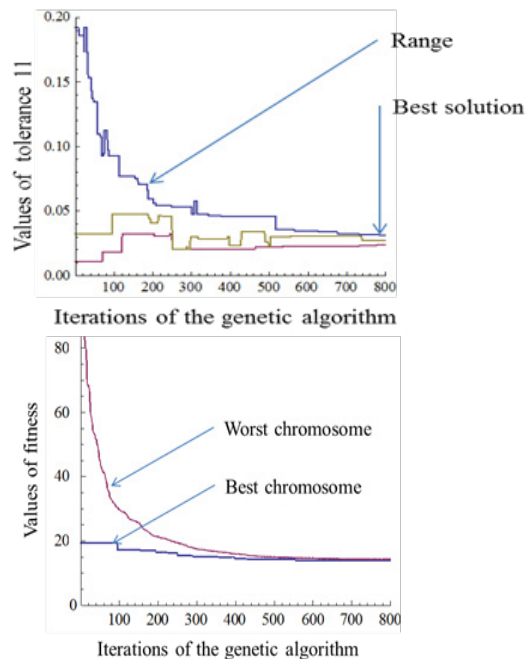 0.20
Range
0.15
Best solution
0.10
0.05
0.00
100 200 300 400 500 600 700 800
Values of tolerance 11
Iterations of the genetic algorithm
80
60
Worst chromosome
40
Best chromosome
20
0
100 200 300 400 500 600 700 800
Values of fitness
Iterations of the genetic algorithm